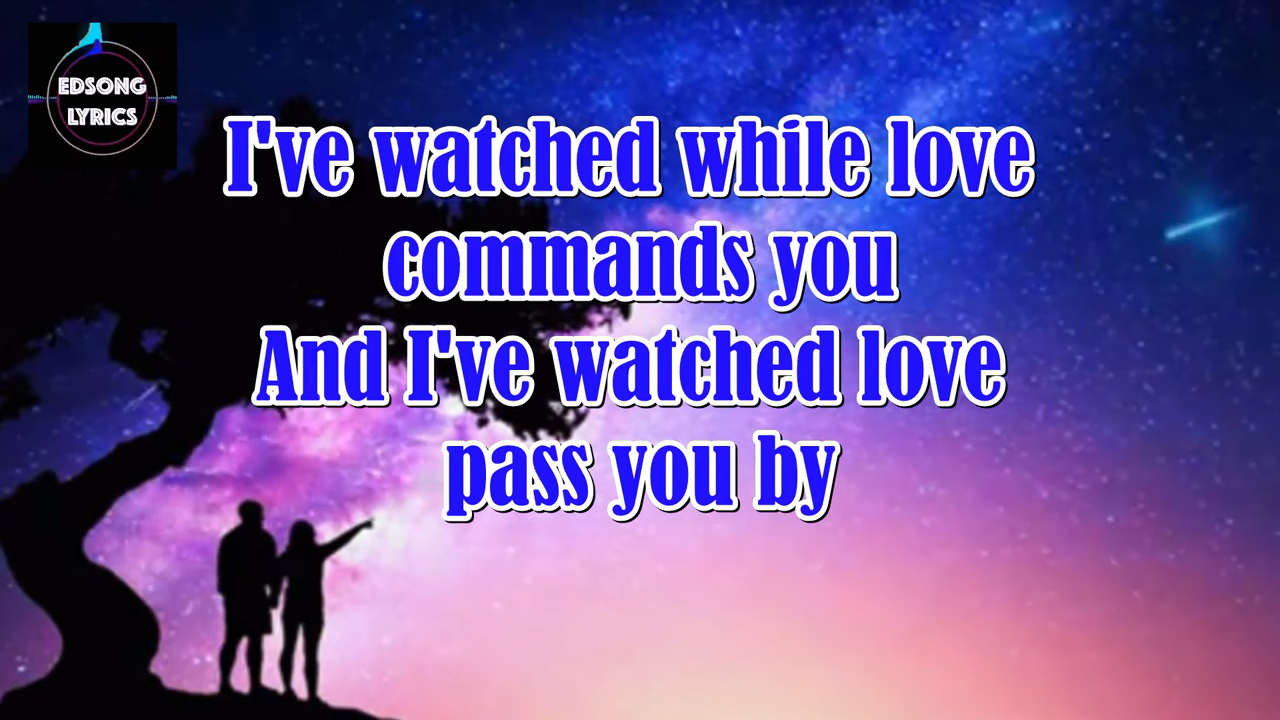 EDSONG
LYRICS
I've watched while love
commands you
And I've watched love
pass you by